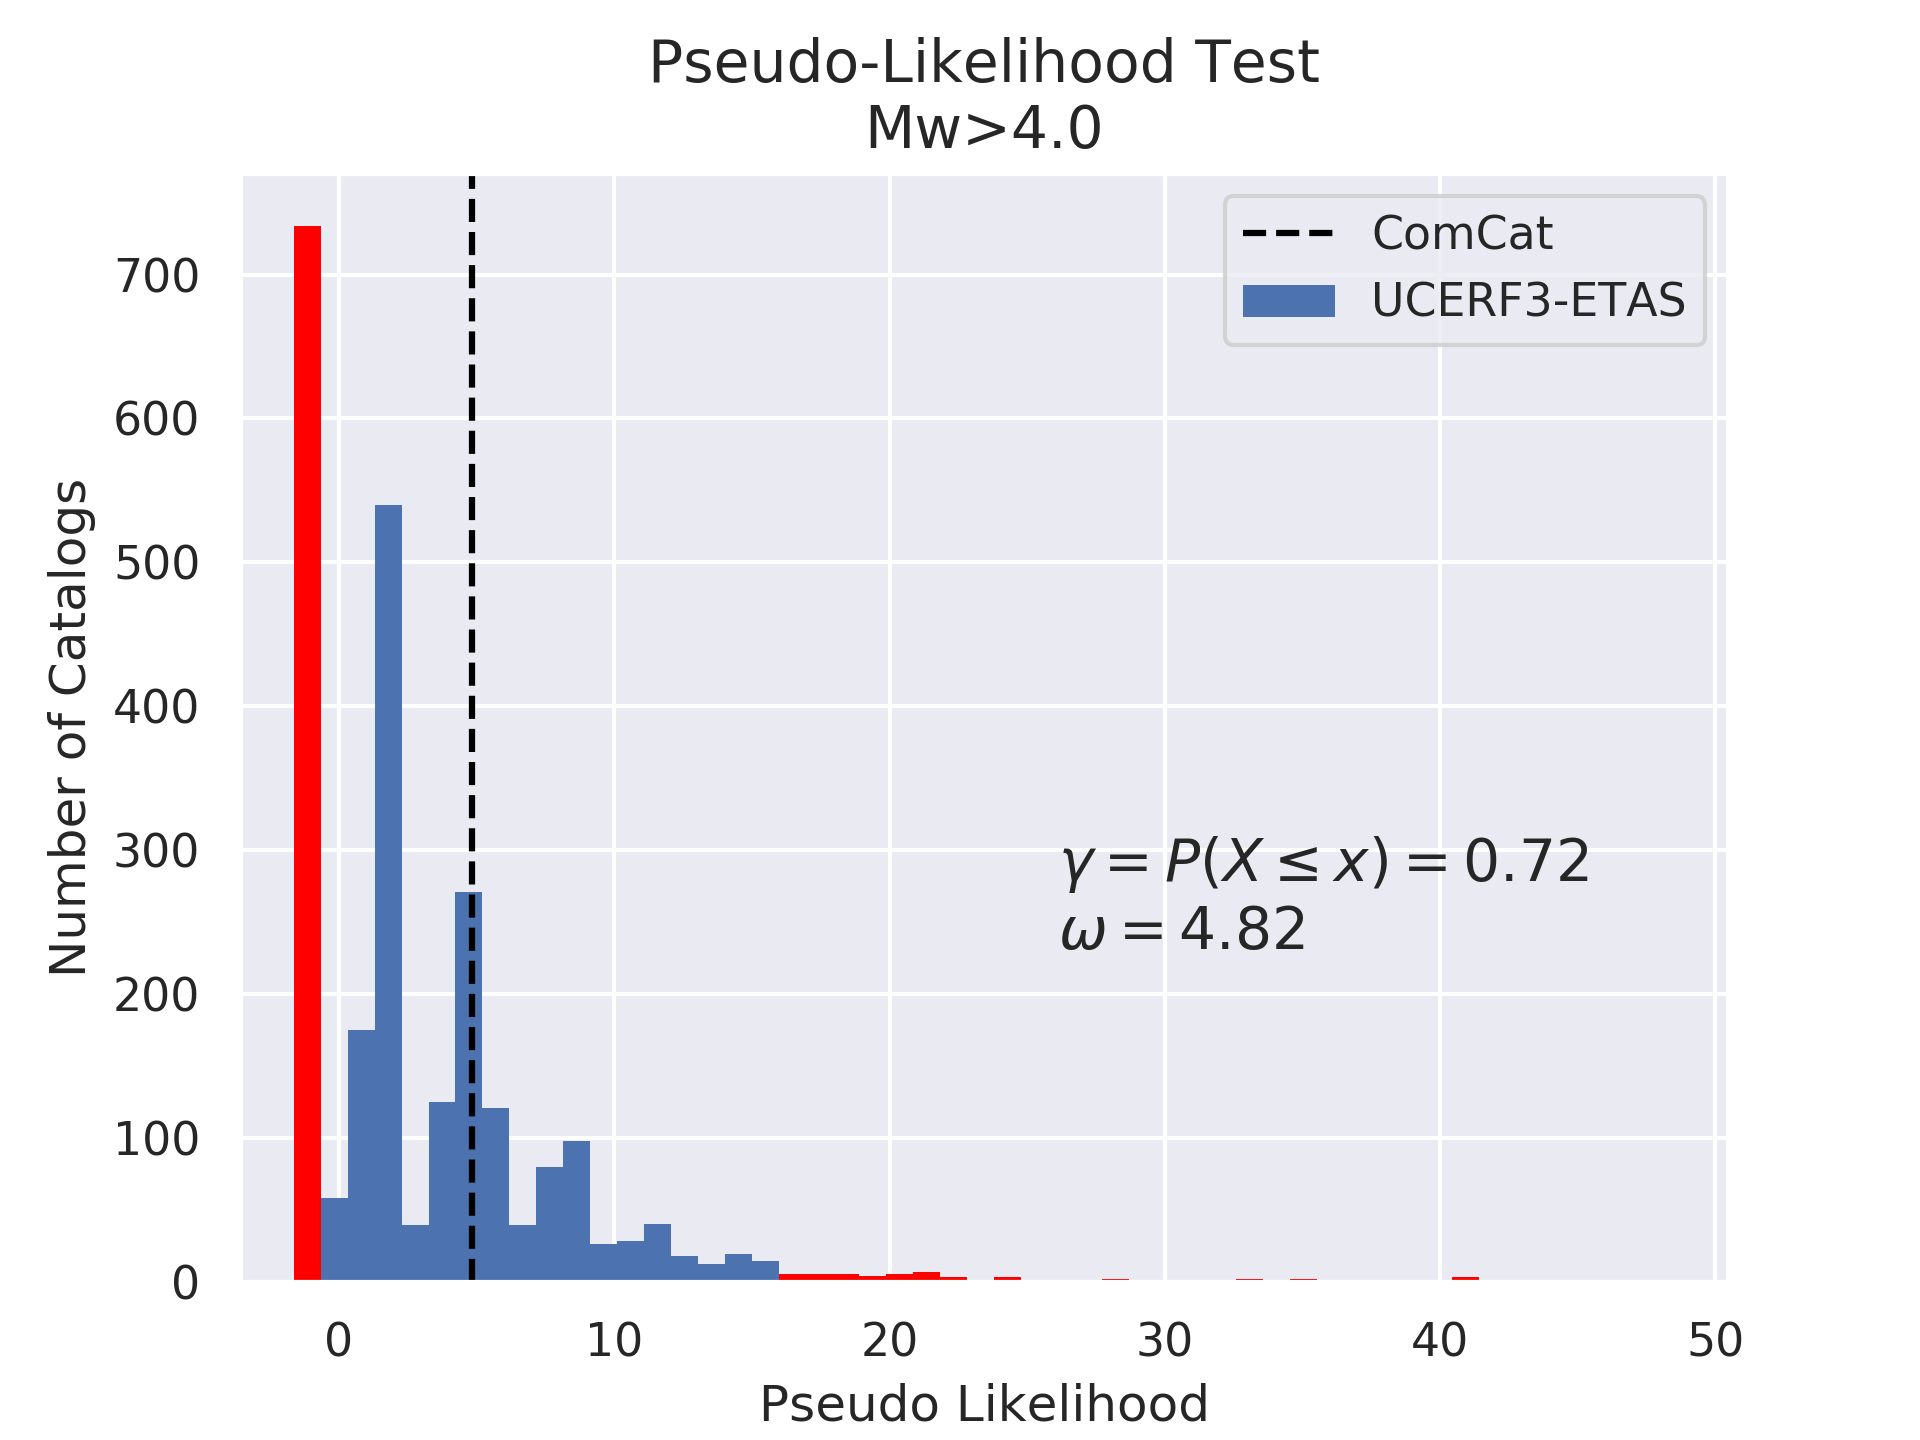 Pseudo-Likelihood Test
Mw>4.0
ComCat
UCERF3-ETAS
Number of Catalogs
700
600
500
400
300
200
100
0
γ = P(X ≤ x) = 0.72
ω = 4.82
0 10 20 30 40 50
Pseudo Likelihood